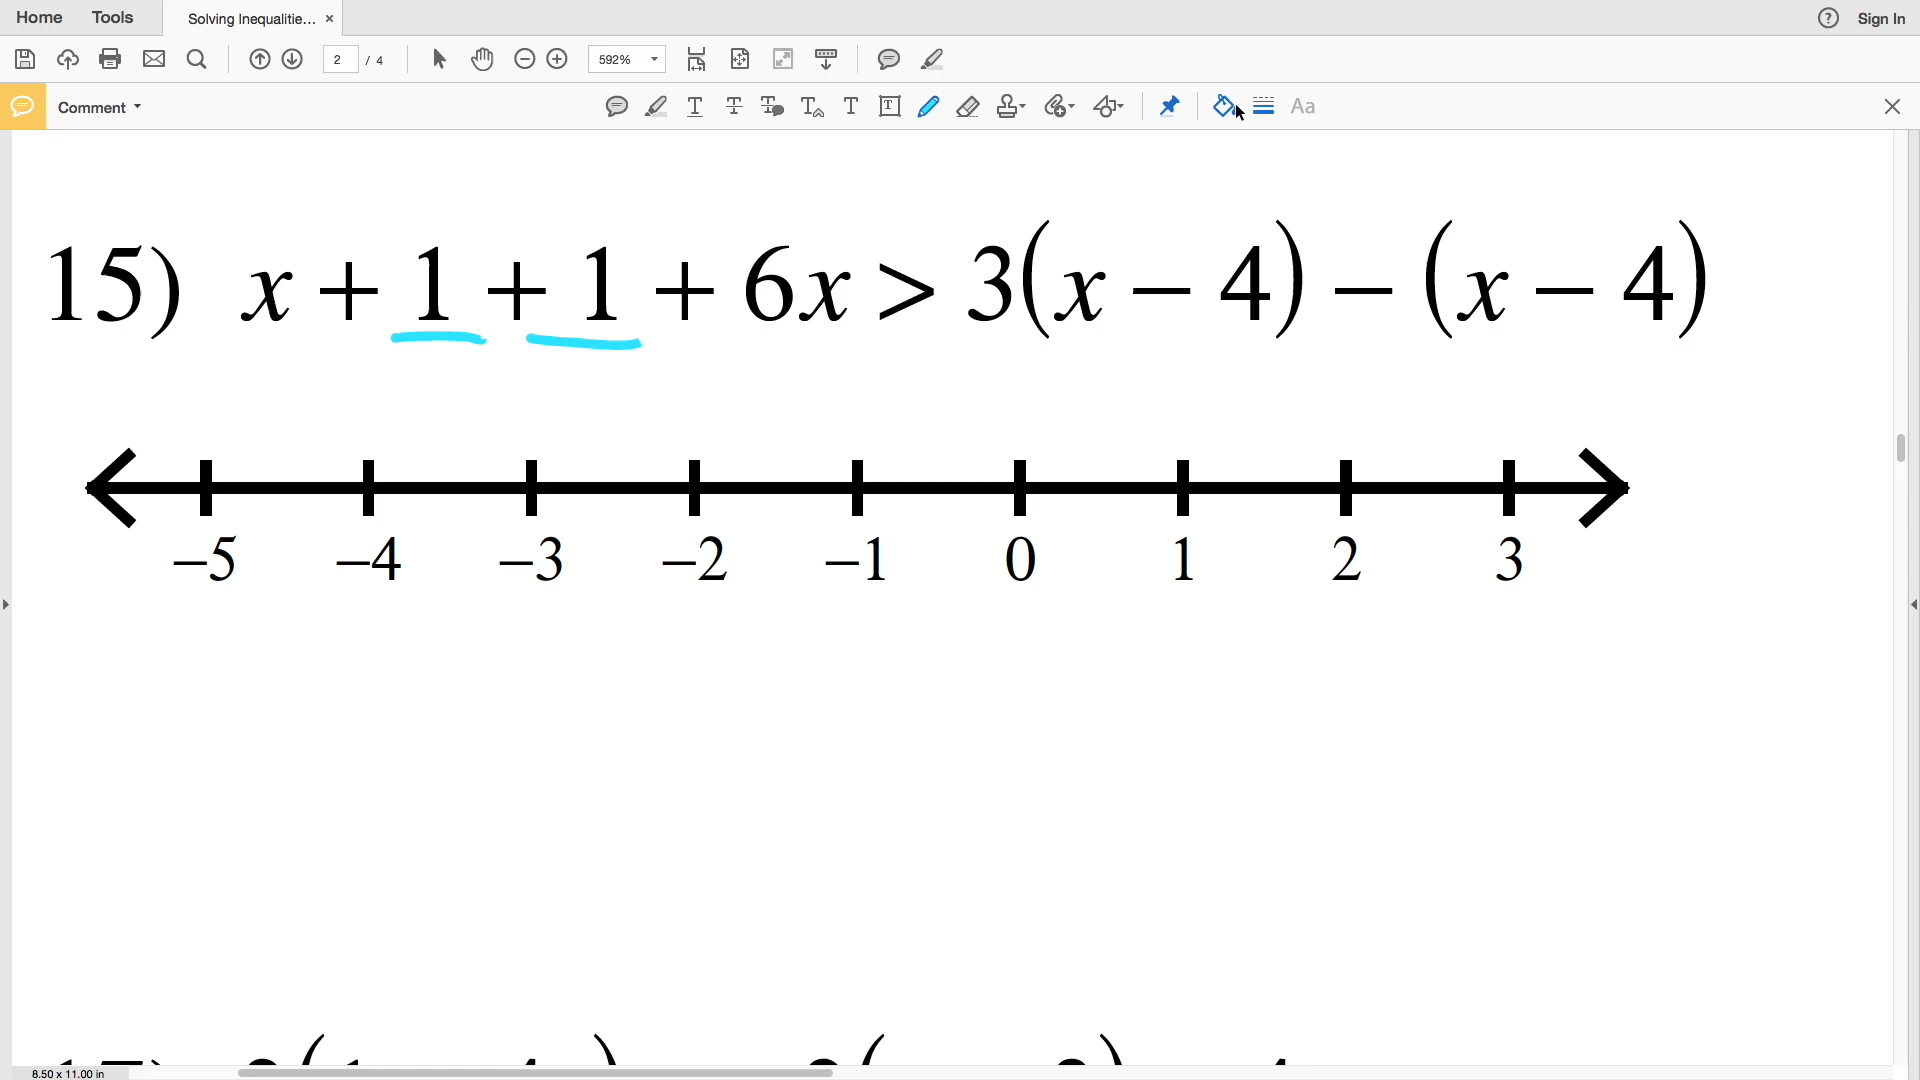 Home Tools Solving Inequalitie... × ? Sign In
2 / 4 592%
Comment Aa
15) x + 1 + 1 + 6x > 3(x − 4) − (x − 4)
−5 −4 −3 −2 −1 0 1 2 3
8.50 x 11.00 in